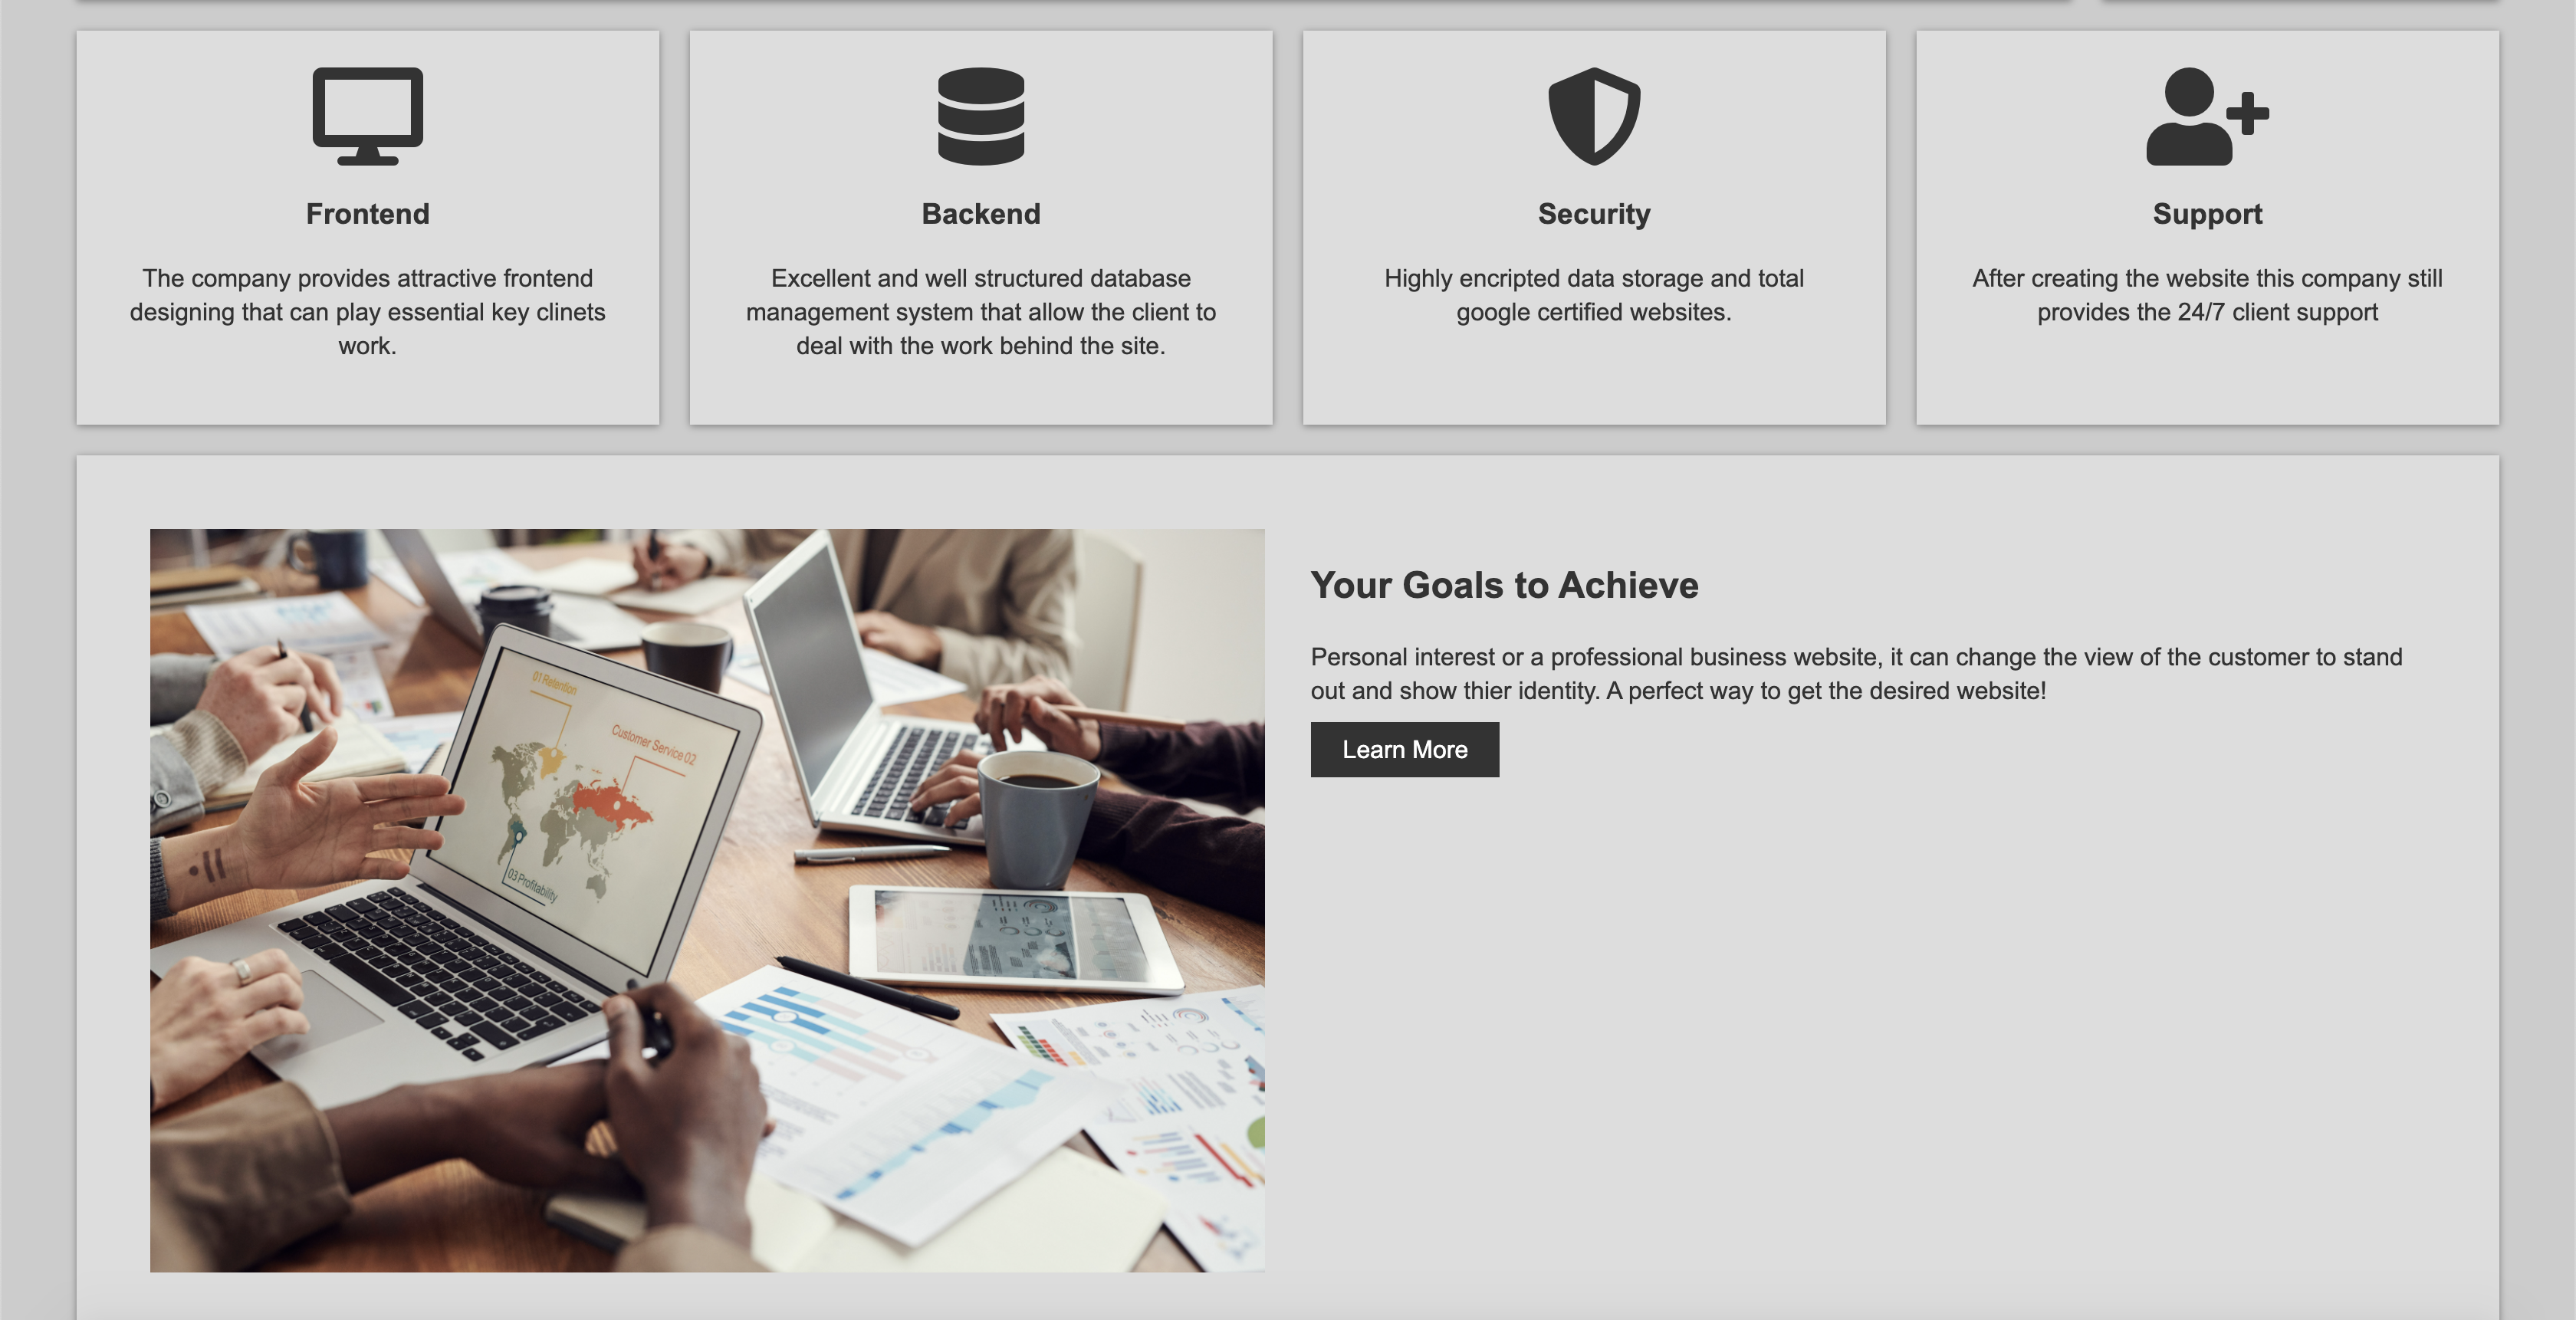 Frontend
The company provides attractive frontend
designing that can play essential key clinets
work.
Backend
Excellent and well structured database
management system that allow the client to
deal with the work behind the site.
Security
Highly encripted data storage and total
google certified websites.
Support
After creating the website this company still
provides the 24/7 client support
01 Retention
Customer Service 02
03 Profitability
Your Goals to Achieve
Personal interest or a professional business website, it can change the view of the customer to stand
out and show thier identity. A perfect way to get the desired website!
Learn More